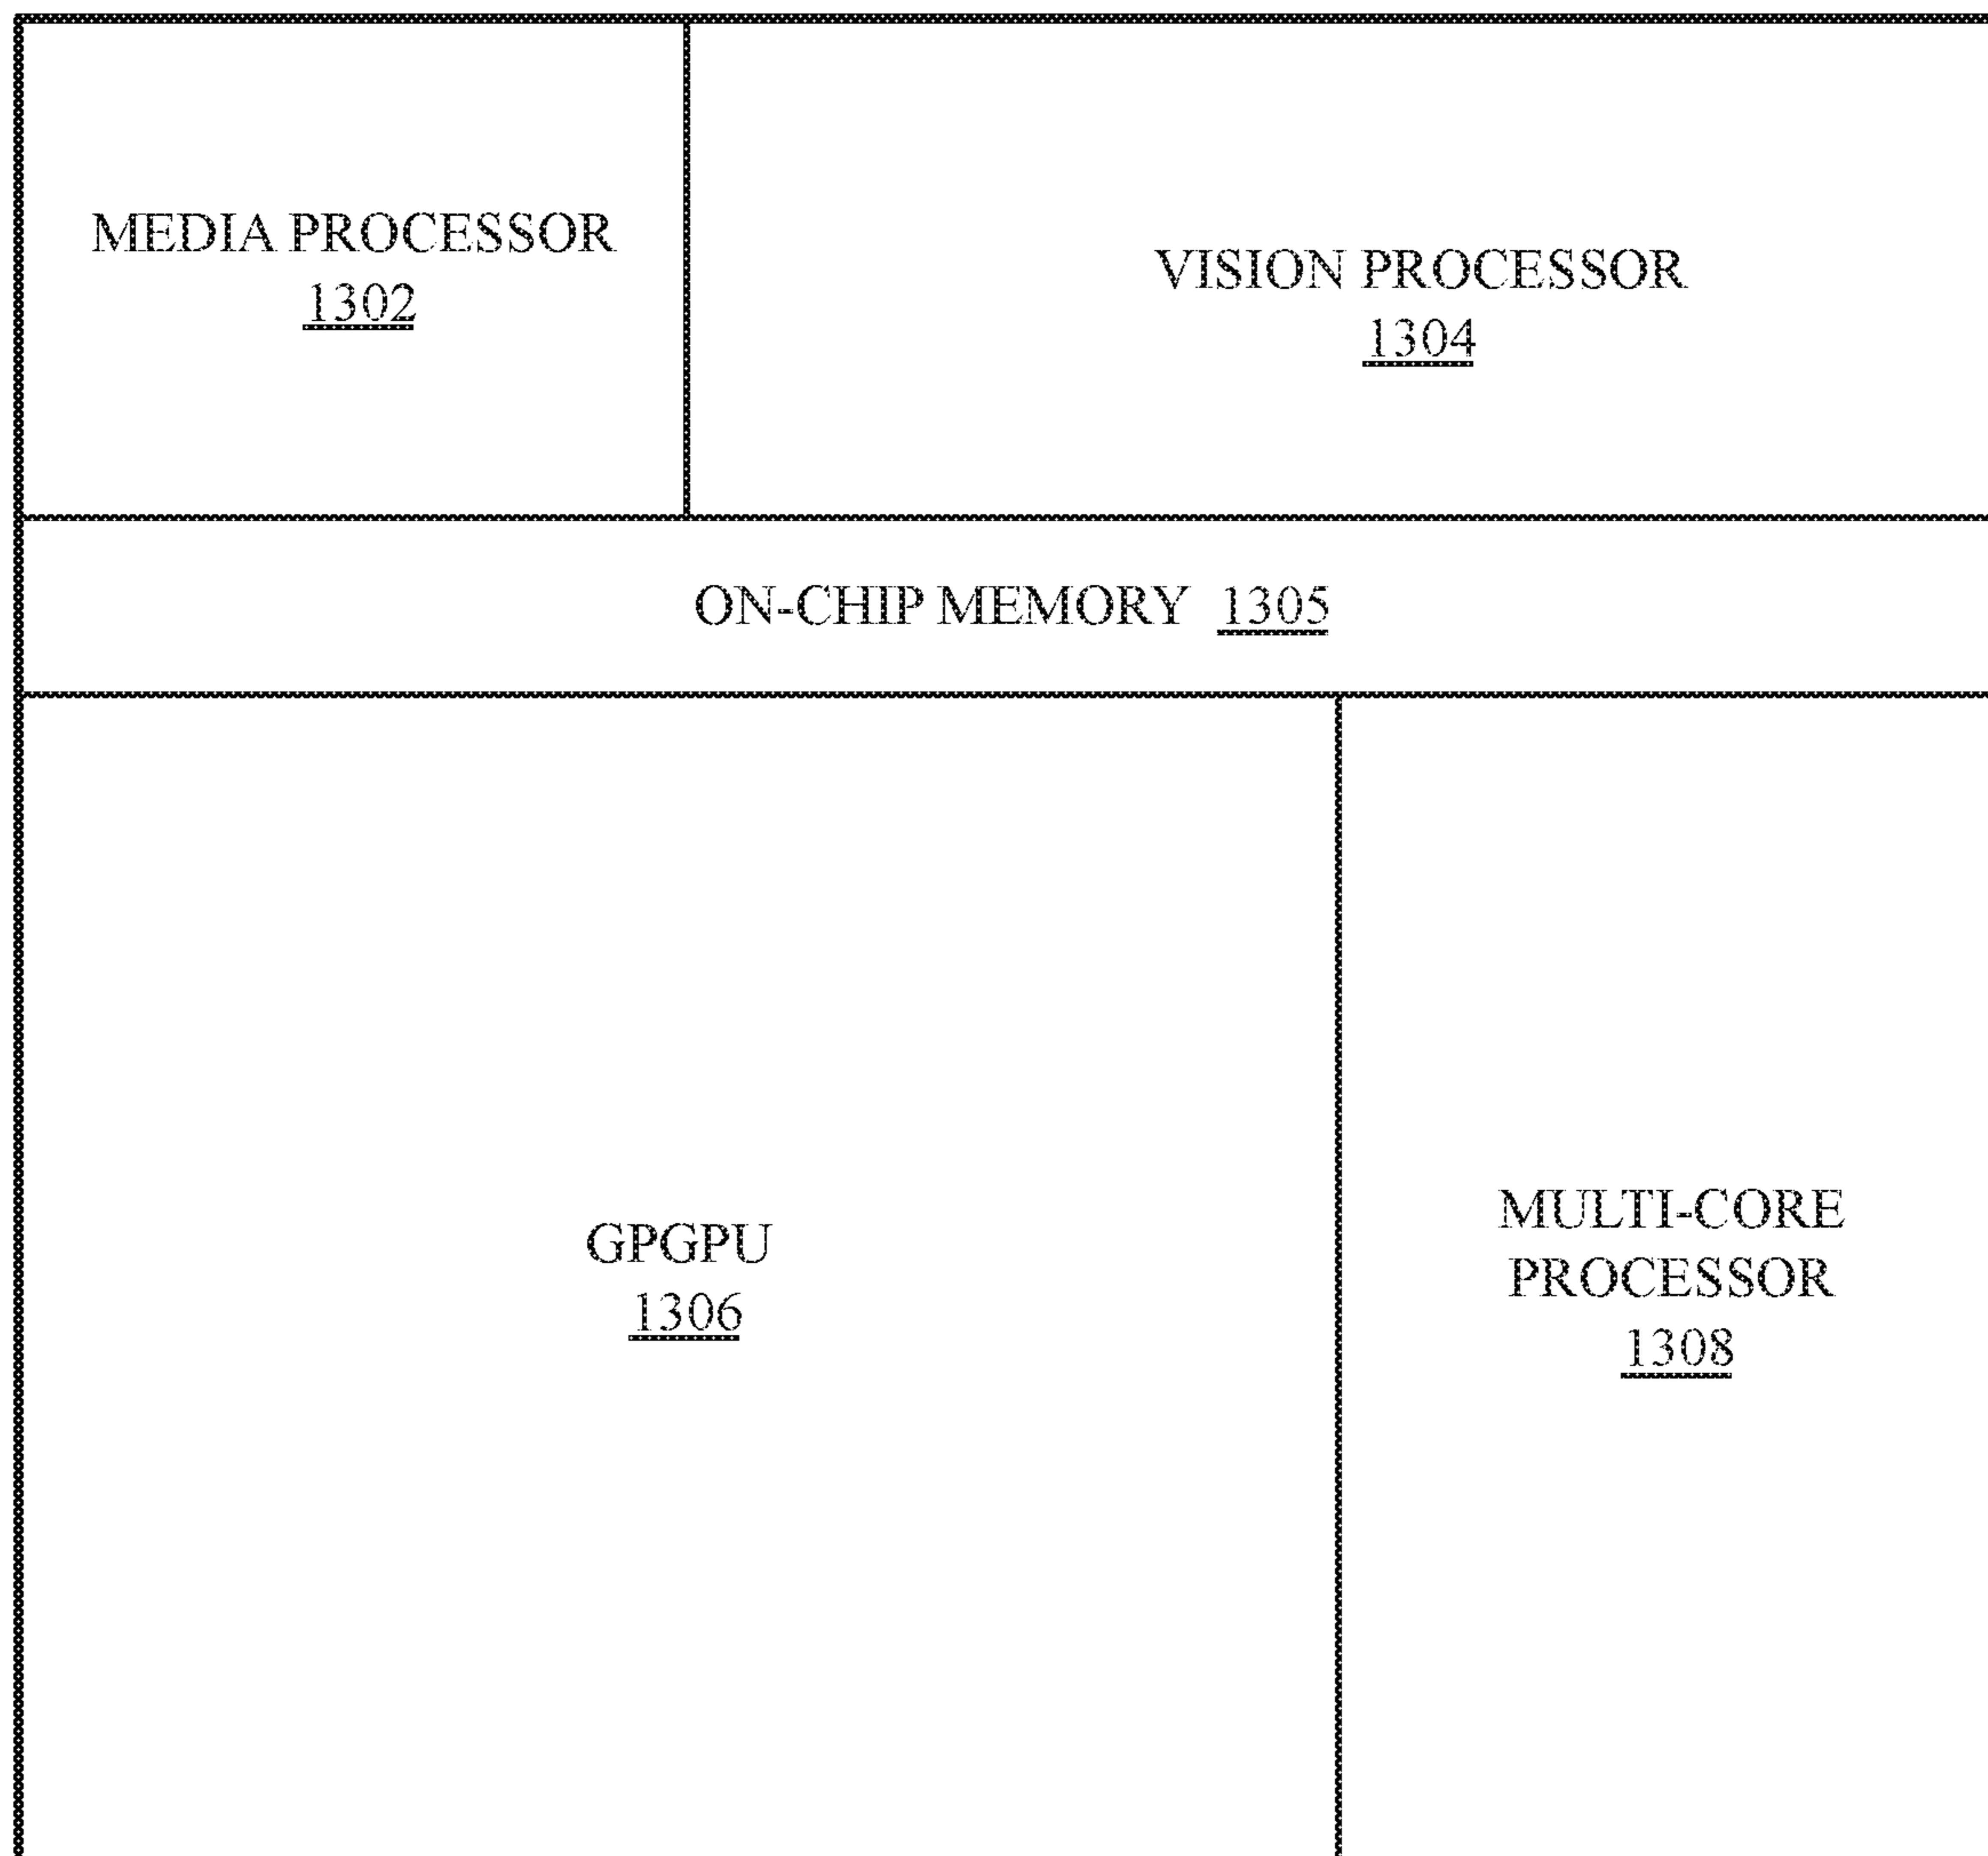 MEDIA PROCESSOR
1302
VISION PROCESSOR
1304
ON-CHIP MEMORY 1305
GPGPU
1306
MULTI-CORE
PROCESSOR
1308